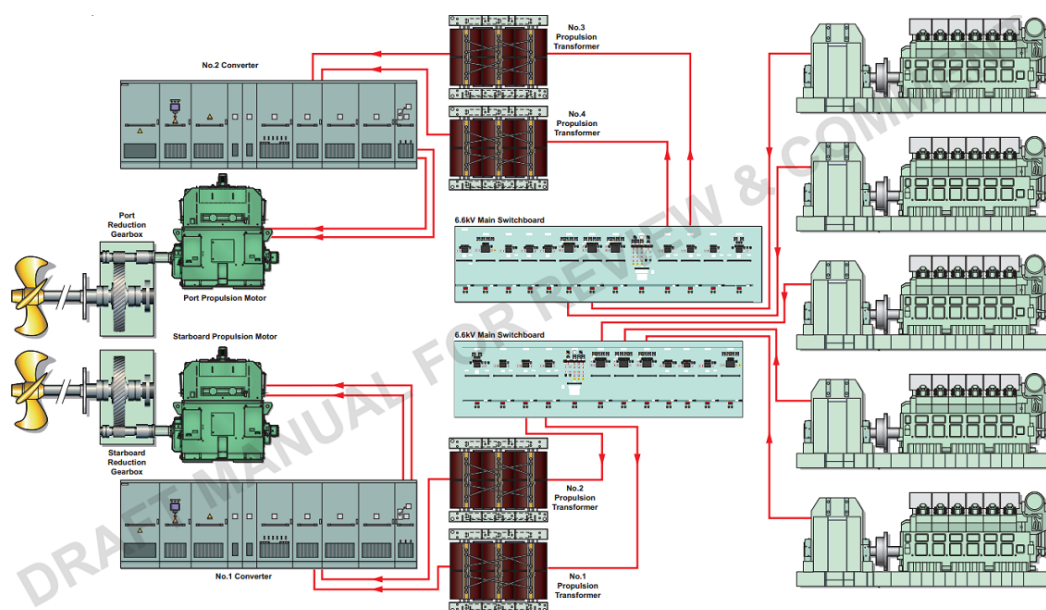 No.3
Propulsion
Transformer
No.2 Converter
No.4
Propulsion
Transformer
Port
Reduction
Gearbox
Port Propulsion Motor
6.6kV Main Switchboard
6.6kV Main Switchboard
Starboard Propulsion Motor
Starboard
Reduction
Gearbox
No.2
Propulsion
Transformer
No.1 Converter
No.1
Propulsion
Transformer
DRAFT MANUAL FOR REVIEW & COMMENT